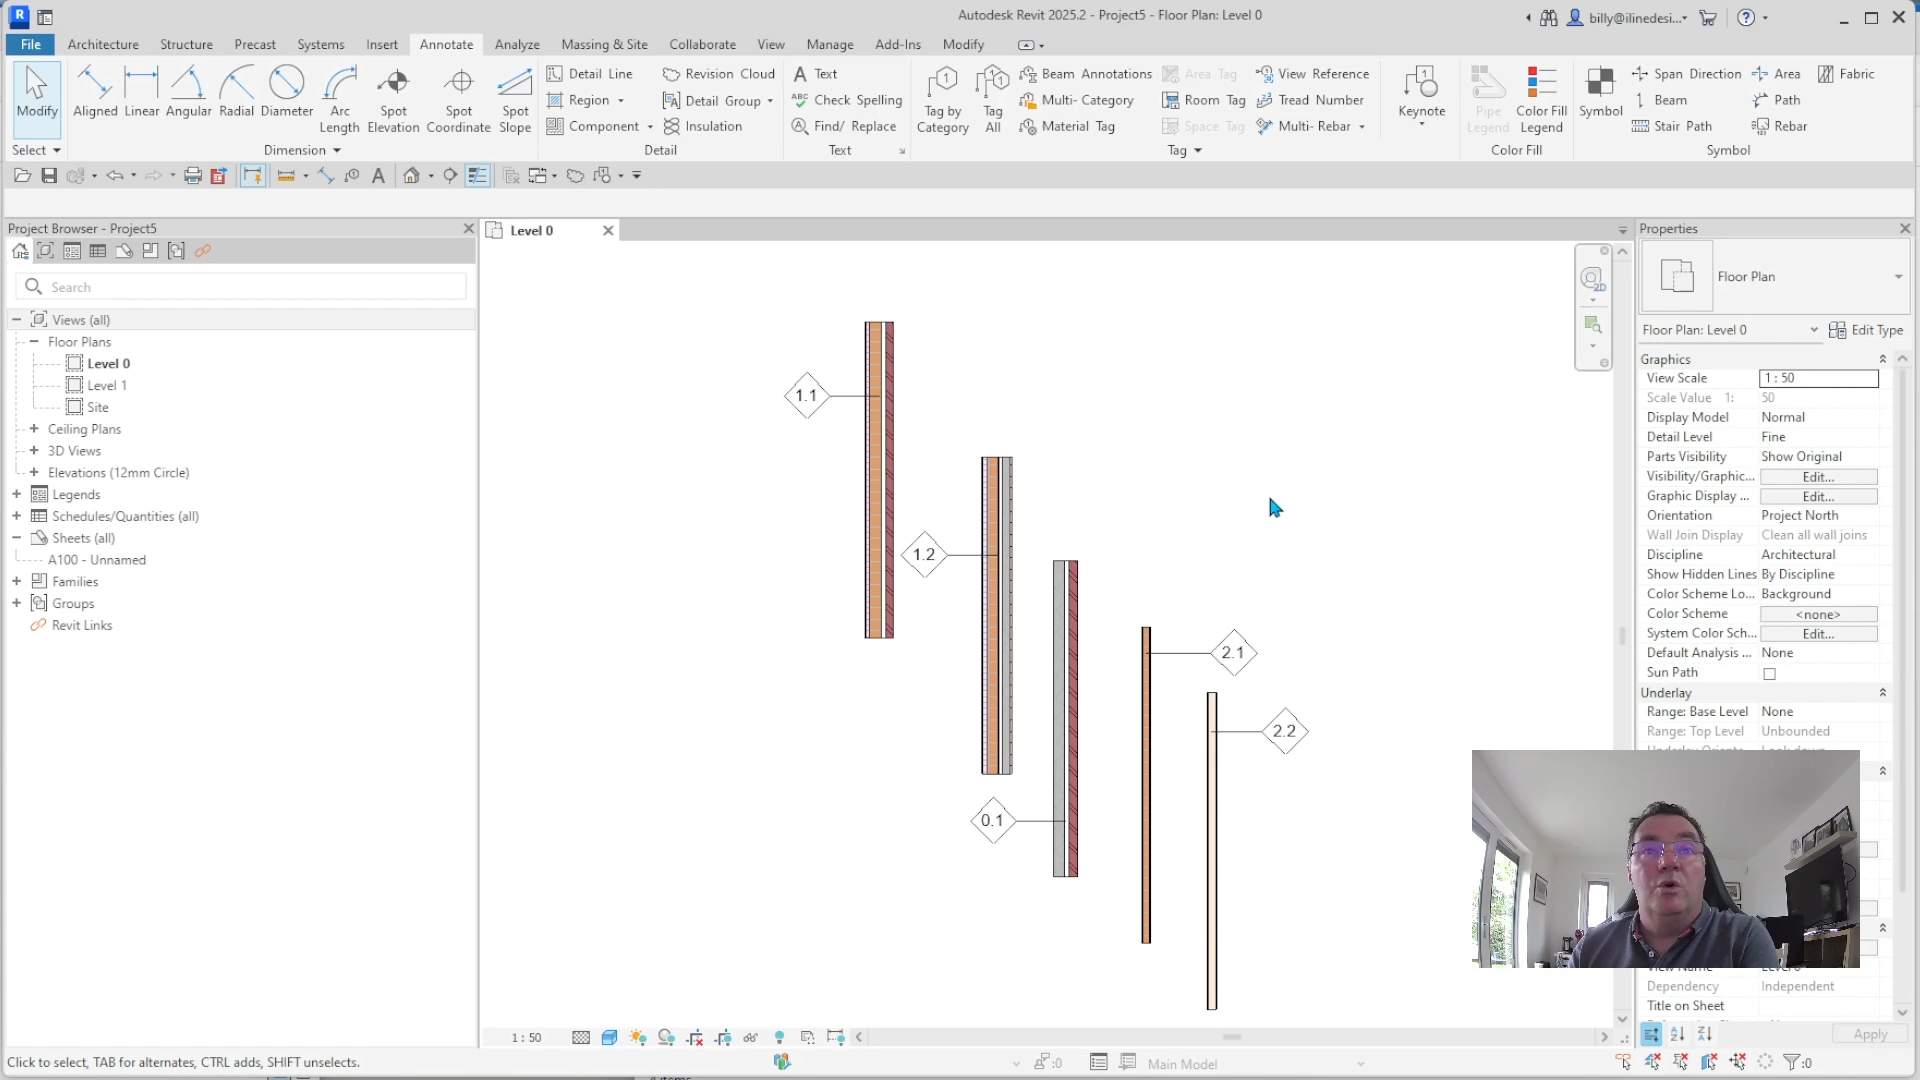 Autodesk Revit 2025.2 - Project5 - Floor Plan: Level 0
billy@ilinedesi...
File Architecture Structure Precast Systems Insert Annotate Analyze Massing & Site Collaborate View Manage Add-Ins Modify
Modify
Select
Aligned Linear Angular Radial Diameter Arc Length Spot Elevation Spot Coordinate Spot Slope
Dimension
Detail Line Revision Cloud
Region Detail Group
Component Insulation
Detail
Text
Check Spelling
Find/ Replace
Text
Tag by Category Tag All
Beam Annotations Area Tag View Reference
Multi- Category Room Tag Tread Number
Material Tag Space Tag Multi- Rebar
Tag
Keynote
Pipe Legend Color Fill Legend
Color Fill
Symbol
Span Direction Area Fabric
Beam Path
Stair Path Rebar
Symbol
Project Browser - Project5
Search
Views (all)
Floor Plans
Level 0
Level 1
Site
Ceiling Plans
3D Views
Elevations (12mm Circle)
Legends
Schedules/Quantities (all)
Sheets (all)
A100 - Unnamed
Families
Groups
Revit Links
Level 0
2D
1.1
1.2
0.1
2.1
2.2
Properties
Floor Plan
Floor Plan: Level 0 Edit Type
Graphics
View Scale 1 : 50
Scale Value 1: 50
Display Model Normal
Detail Level Fine
Parts Visibility Show Original
Visibility/Graphic... Edit...
Graphic Display ... Edit...
Orientation Project North
Wall Join Display Clean all wall joins
Discipline Architectural
Show Hidden Lines By Discipline
Color Scheme Lo... Background
Color Scheme <none>
System Color Sch... Edit...
Default Analysis ... None
Sun Path
Underlay
Range: Base Level None
Range: Top Level Unbounded
Dependency Independent
Title on Sheet
Apply
1 : 50
Click to select, TAB for alternates, CTRL adds, SHIFT unselects.
:0
Main Model
:0